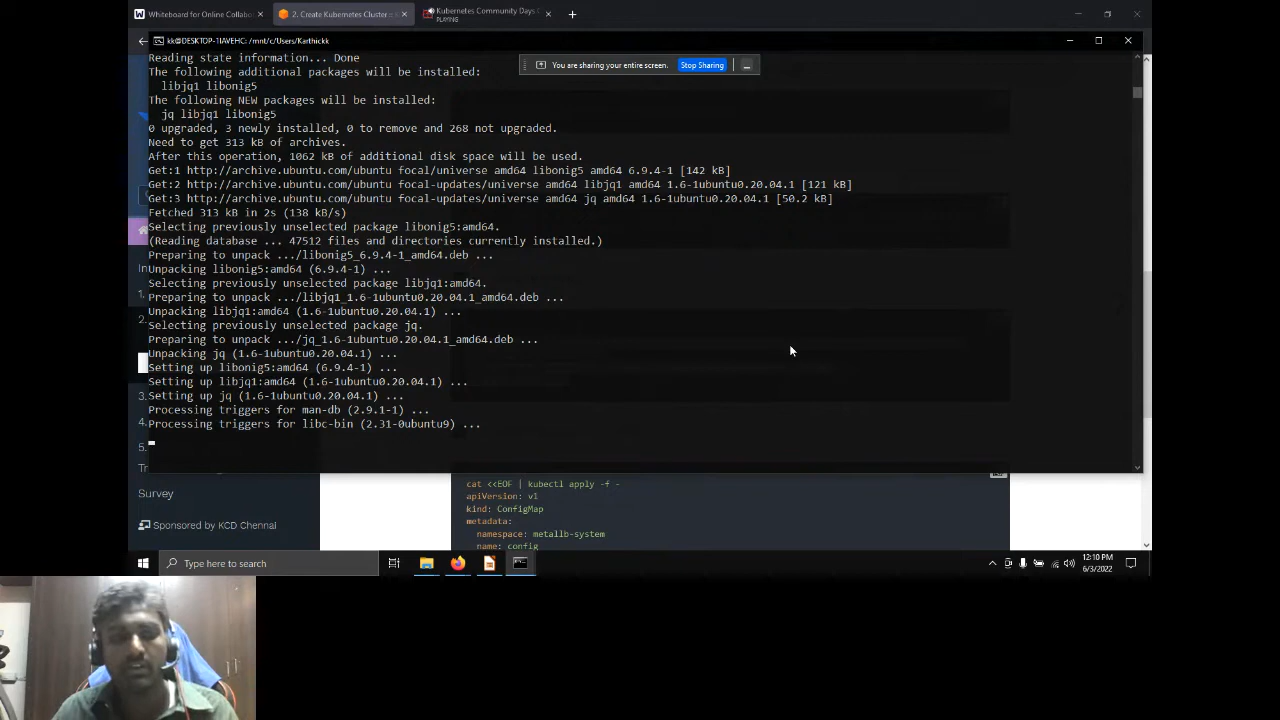 Whiteboard for Online Collabo
2. Create Kubernetes Cluster ::
Kubernetes Community Days C
PLAYING
kk@DESKTOP-1IAVEHC: /mnt/c/Users/Karthickk
You are sharing your entire screen.
Stop Sharing
Reading state information... Done
The following additional packages will be installed:
libjq1 libonig5
The following NEW packages will be installed:
jq libjq1 libonig5
0 upgraded, 3 newly installed, 0 to remove and 268 not upgraded.
Need to get 313 kB of archives.
After this operation, 1062 kB of additional disk space will be used.
Get:1 http://archive.ubuntu.com/ubuntu focal/universe amd64 libonig5 amd64 6.9.4-1 [142 kB]
Get:2 http://archive.ubuntu.com/ubuntu focal-updates/universe amd64 libjq1 amd64 1.6-1ubuntu0.20.04.1 [121 kB]
Get:3 http://archive.ubuntu.com/ubuntu focal-updates/universe amd64 jq amd64 1.6-1ubuntu0.20.04.1 [50.2 kB]
Fetched 313 kB in 2s (138 kB/s)
Selecting previously unselected package libonig5:amd64.
(Reading database ... 47512 files and directories currently installed.)
Preparing to unpack .../libonig5_6.9.4-1_amd64.deb ...
Unpacking libonig5:amd64 (6.9.4-1) ...
Selecting previously unselected package libjq1:amd64.
Preparing to unpack .../libjq1_1.6-1ubuntu0.20.04.1_amd64.deb ...
Unpacking libjq1:amd64 (1.6-1ubuntu0.20.04.1) ...
Selecting previously unselected package jq.
Preparing to unpack .../jq_1.6-1ubuntu0.20.04.1_amd64.deb ...
Unpacking jq (1.6-1ubuntu0.20.04.1) ...
Setting up libonig5:amd64 (6.9.4-1) ...
Setting up libjq1:amd64 (1.6-1ubuntu0.20.04.1) ...
Setting up jq (1.6-1ubuntu0.20.04.1) ...
Processing triggers for man-db (2.9.1-1) ...
Processing triggers for libc-bin (2.31-0ubuntu9) ...
In
1.
2.
3.
4.
5.
Survey
Sponsored by KCD Chennai
cat <<EOF | kubectl apply -f -
apiVersion: v1
kind: ConfigMap
metadata:
namespace: metallb-system
name: config
Type here to search
12:10 PM
6/3/2022